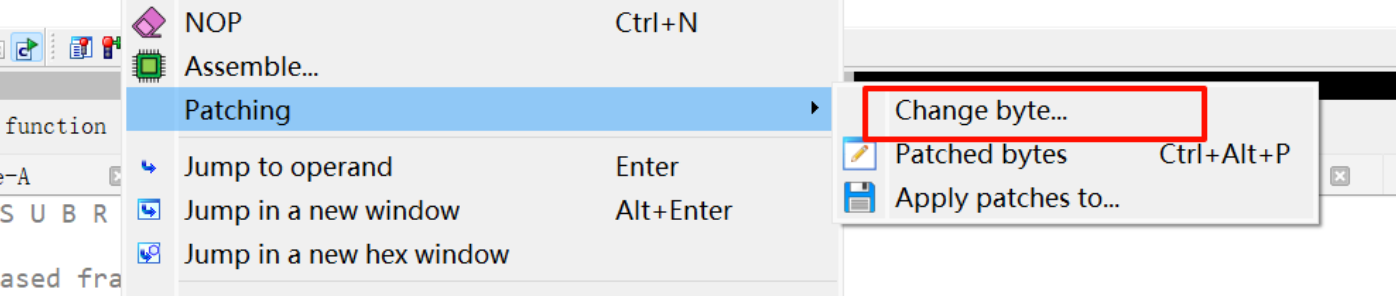 NOP Ctrl+N
Assemble...
Patching
Change byte...
Patched bytes Ctrl+Alt+P
Apply patches to...
Jump to operand Enter
Jump in a new window Alt+Enter
Jump in a new hex window
function
e-A
S U B R
ased fra